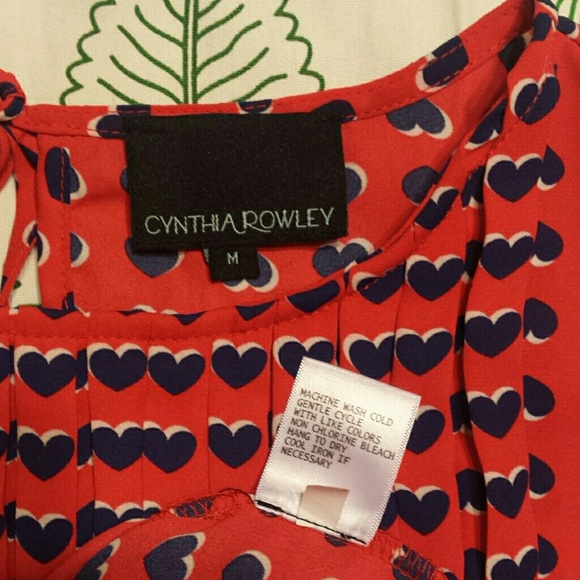 CYNTHIA ROWLEY
M
MACHINE WASH COLD
GENTLE CYCLE
WITH LIKE COLORS
NON CHLORINE BLEACH
HANG TO DRY
COOL IRON IF
NECESSARY